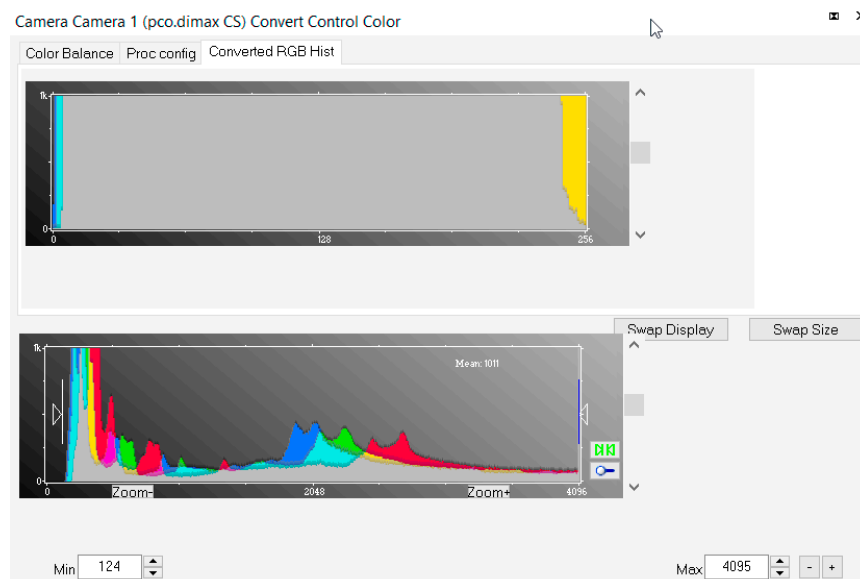 Camera Camera 1 (pco.dimax CS) Convert Control Color
Color Balance Proc config Converted RGB Hist
1k
0
0 128 256
Swap Display Swap Size
1k
Mean: 1011
0
0 Zoom- 2048 Zoom+ 4096
Min 124 Max 4095 - +